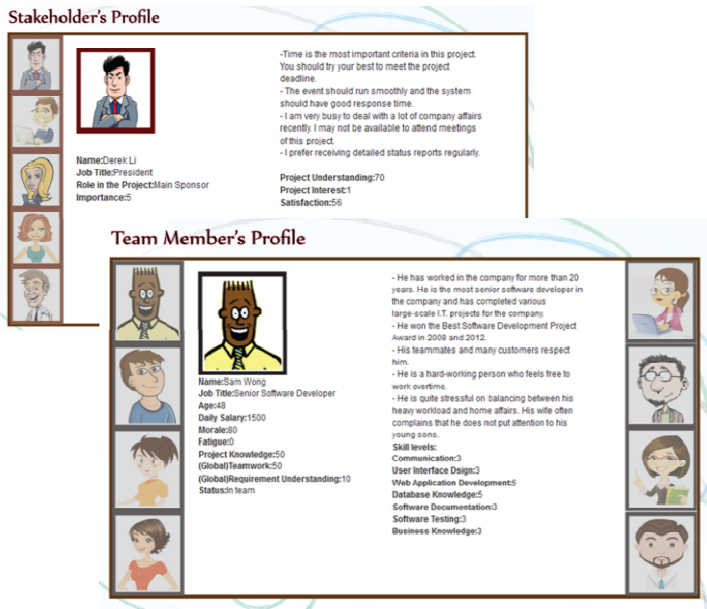 Stakeholder's Profile
-Time is the most important criteria in this project.
You should try your best to meet the project
deadline.
- The event should run smoothly and the system
should have good response time.
- I am very busy to deal with a lot of company affairs
recently. I may not be available to attend meetings
of this project.
- I prefer receiving detailed status reports regularly.
Name:Derek Li
Job Title:President
Role in the Project:Main Sponsor
Importance:5
Project Understanding:70
Project Interest:1
Satisfaction:56
Team Member's Profile
Name:Sam Wong
Job Title:Senior Software Developer
Age:48
Daily Salary:1500
Morale:80
Fatigue:0
Project Knowledge:50
(Global)Teamwork:50
(Global)Requirement Understanding:10
Status:In team
- He has worked in the company for more than 20
years. He is the most senior software developer in
the company and has completed various
large-scale I.T. projects for the company.
- He won the Best Software Development Project
Award in 2009 and 2012.
- His teammates and many customers respect
him.
- He is a hard-working person who feels free to
work overtime.
- He is quite stressful on balancing between his
heavy workload and home affairs. His wife often
complains that he does not put attention to his
young sons.
Skill levels:
Communication:3
User Interface Dsign:3
Web Application Development:5
Database Knowledge:5
Software Documentation:3
Software Testing:3
Business Knowledge:3